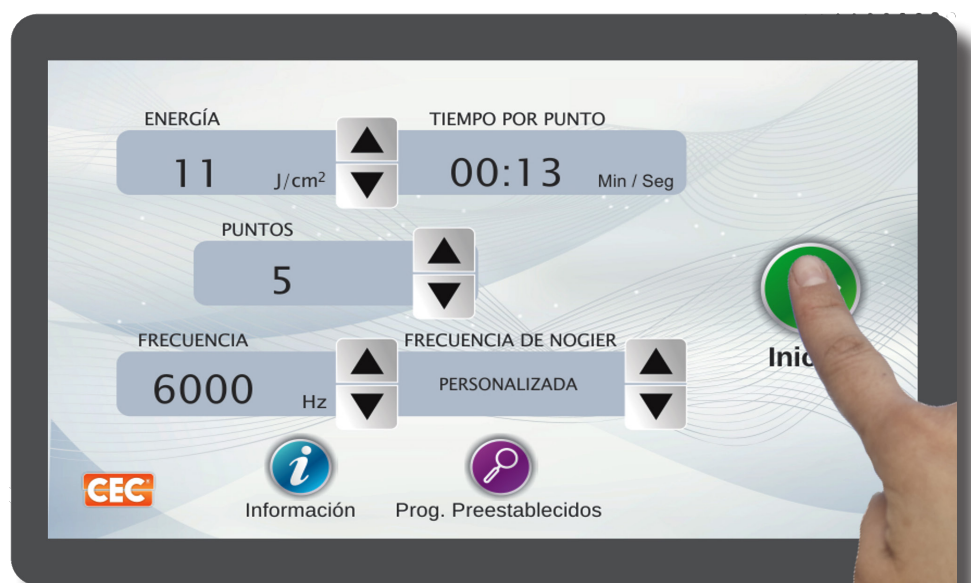 ENERGÍA
TIEMPO POR PUNTO
11 J/cm²
00:13 Min / Seg
PUNTOS
5
FRECUENCIA
FRECUENCIA DE NOGIER
6000 Hz
PERSONALIZADA
CEC
Información
Prog. Preestablecidos